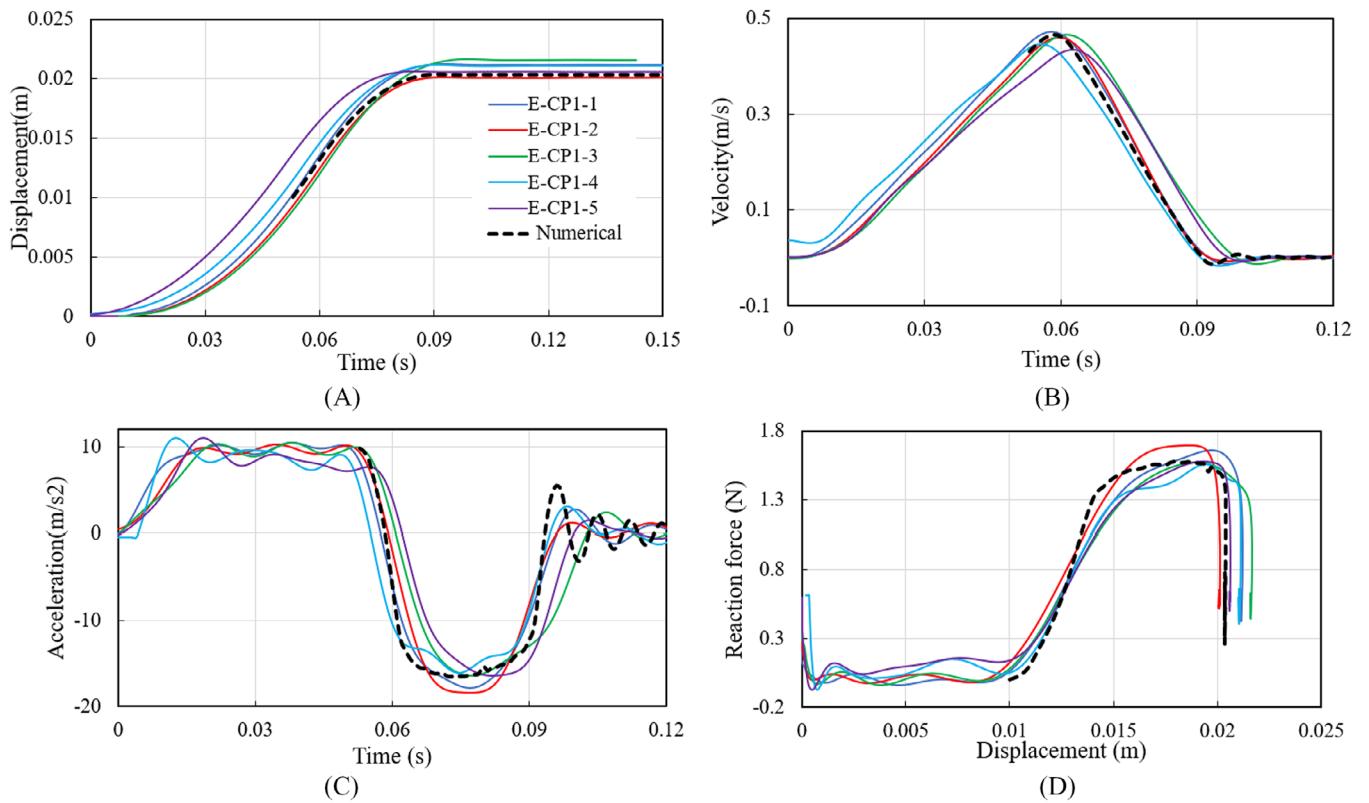 0.025
0.02
0.015
0.01
0.005
0
Displacement(m)
0
0.03
0.06
0.09
0.12
0.15
Time (s)
E-CP1-1
E-CP1-2
E-CP1-3
E-CP1-4
E-CP1-5
Numerical
(A)
0.5
0.3
0.1
-0.1
Velocity(m/s)
0
0.03
0.06
0.09
0.12
Time (s)
(B)
10
0
-10
-20
Acceleration(m/s2)
0
0.03
0.06
0.09
0.12
Time (s)
(C)
1.8
1.3
0.8
0.3
-0.2
Reaction force (N)
0
0.005
0.01
0.015
0.02
0.025
Displacement (m)
(D)